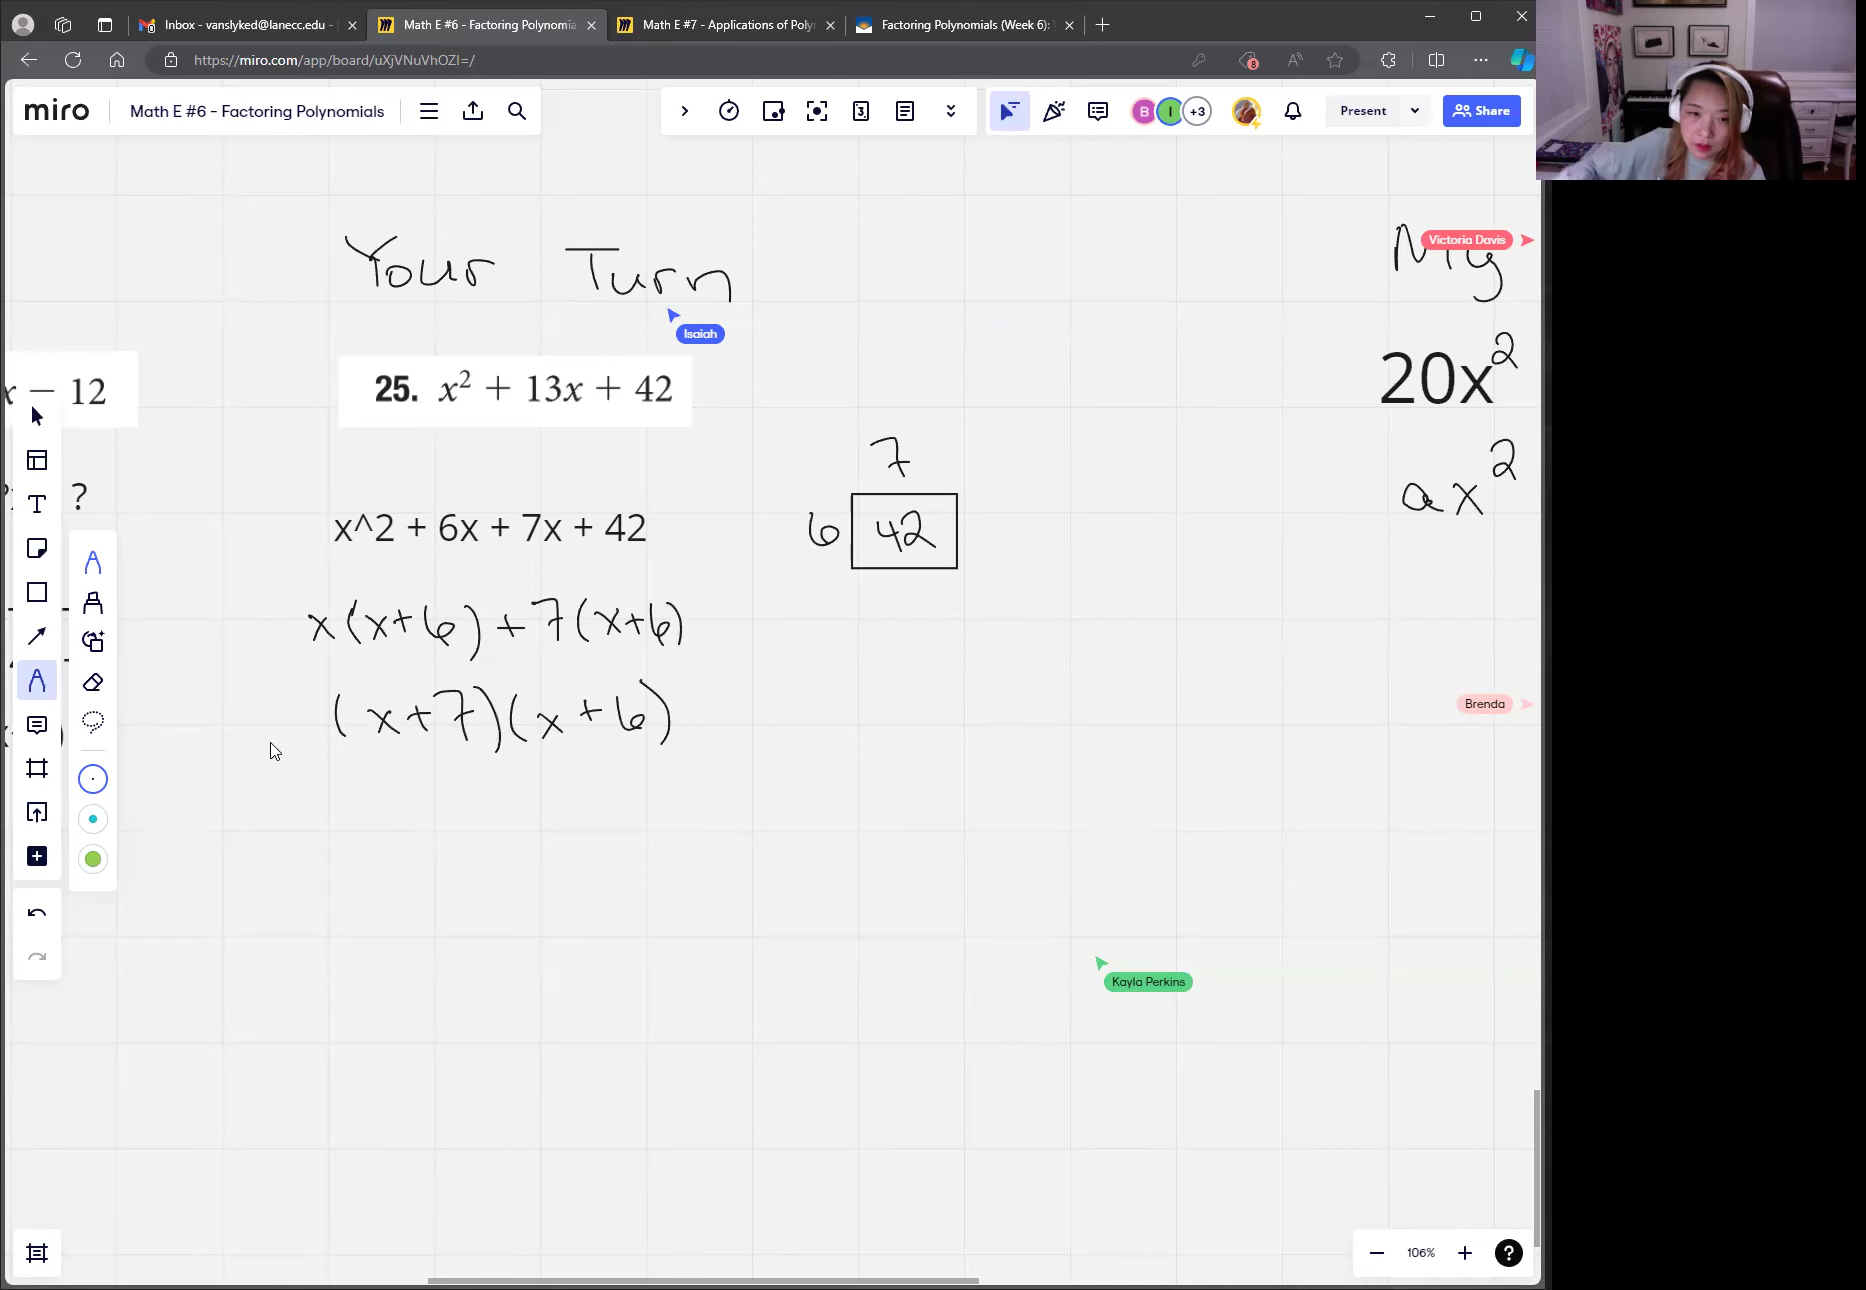 Inbox - vanslyked@lanecc.edu -
Math E #6 - Factoring Polynomia
Math E #7 - Applications of Poly
Factoring Polynomials (Week 6):
https://miro.com/app/board/uXjVNuVhOZI=/
8
miro
Math E #6 - Factoring Polynomials
B
I
+3
Present
Share
Your Turn
My
Victoria Davis
Isaiah
x − 12
25. x² + 13x + 42
20x²
7
ax²
?
x^2 + 6x + 7x + 42
6 42
x(x+6)+7(x+6)
(x+7)(x+6)
Brenda
Kayla Perkins
106%
?